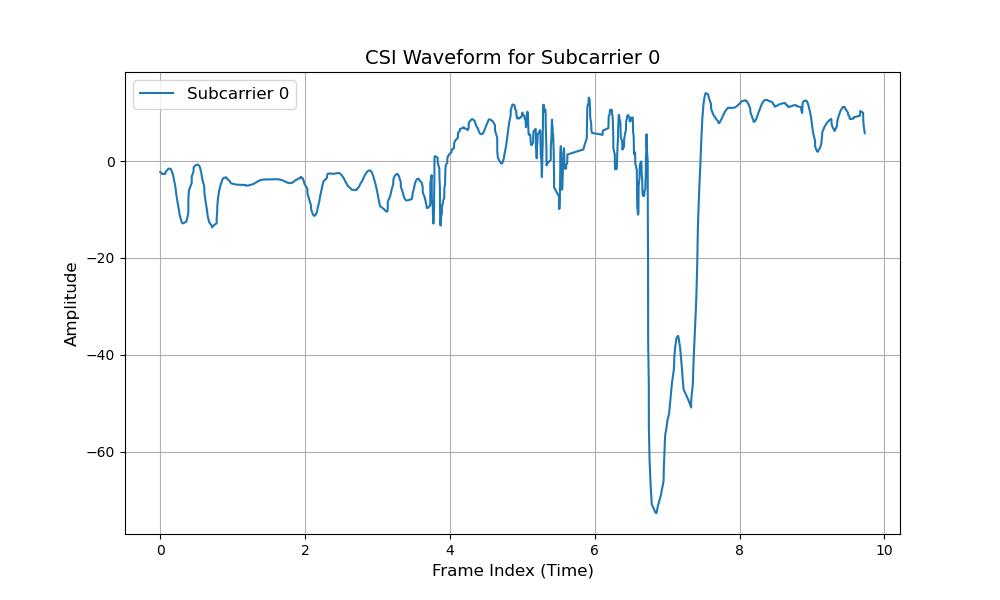 CSI Waveform for Subcarrier 0
Subcarrier 0
Amplitude
0
−20
−40
−60
0 2 4 6 8 10
Frame Index (Time)